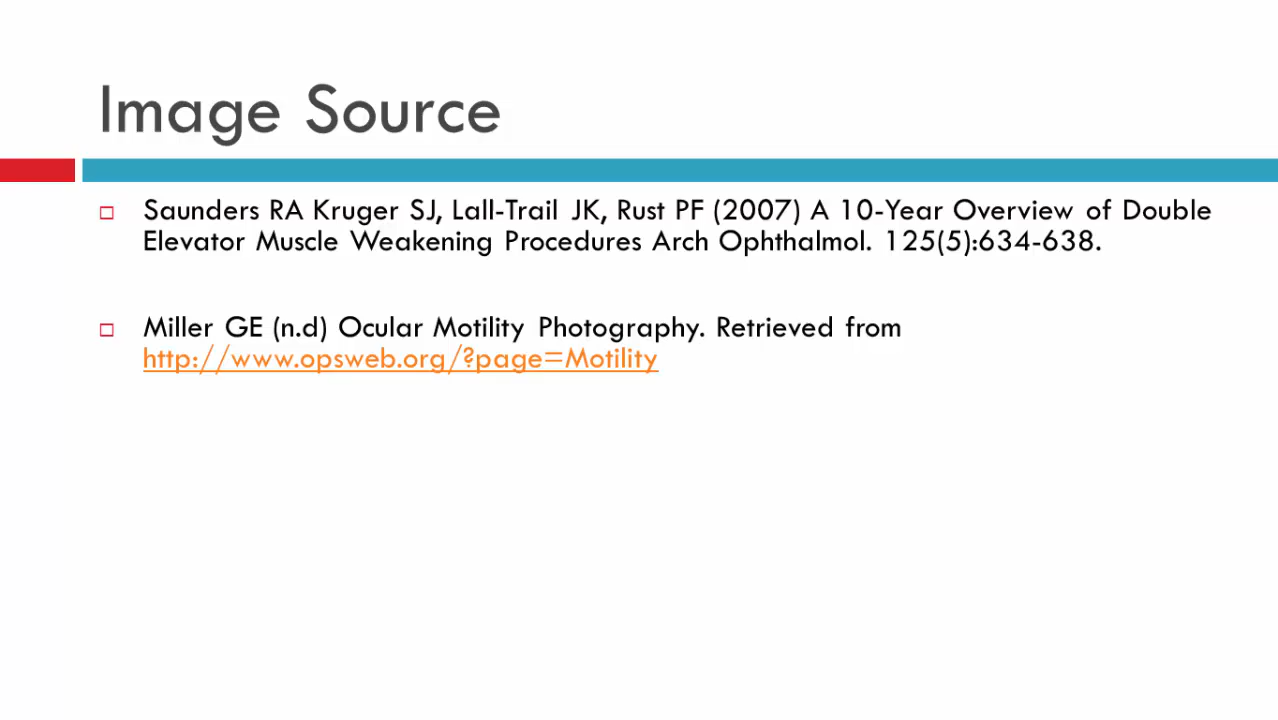 Image Source
Saunders RA Kruger SJ, Lall-Trail JK, Rust PF (2007) A 10-Year Overview of Double
Elevator Muscle Weakening Procedures Arch Ophthalmol. 125(5):634-638.
Miller GE (n.d) Ocular Motility Photography. Retrieved from
http://www.opsweb.org/?page=Motility